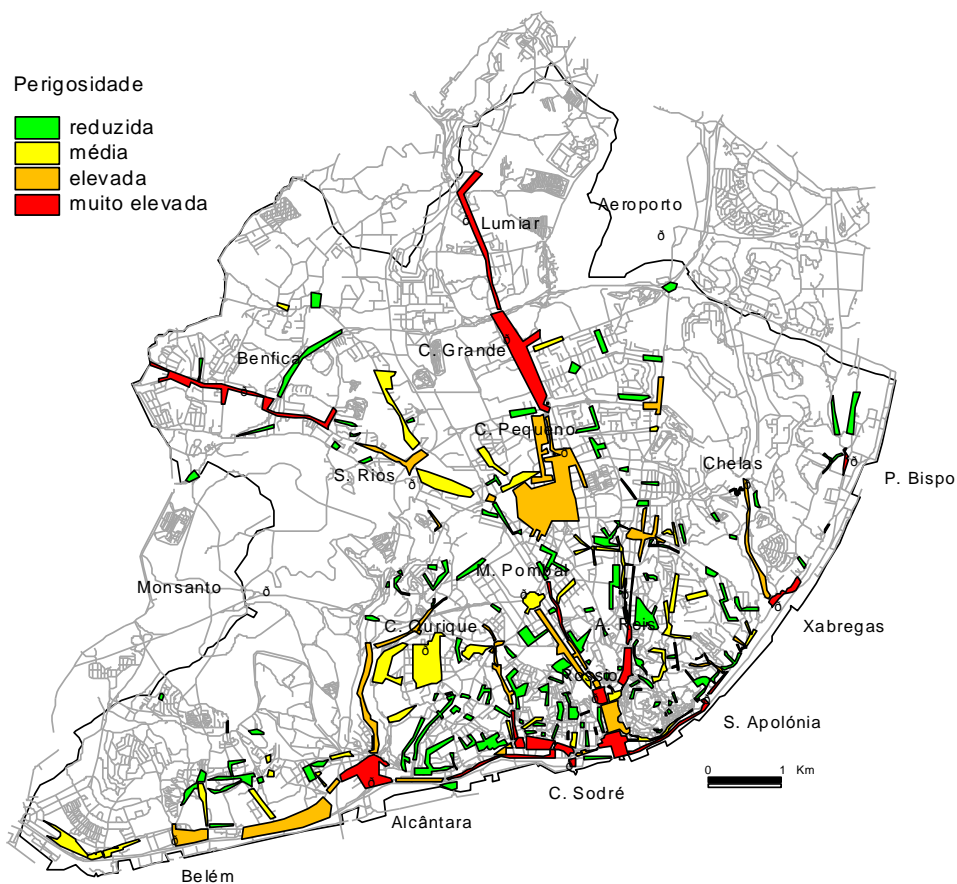 Perigosidade
reduzida
média
elevada
muito elevada
Lumiar
Aeroporto
C. Grande
Benfica
C. Pequeno
S. Rios
Chelas
P. Bispo
M. Pombal
Monsanto
C. Ourique
A. Reis
Xabregas
Rossio
S. Apolónia
0 1 Km
C. Sodré
Alcântara
Belém